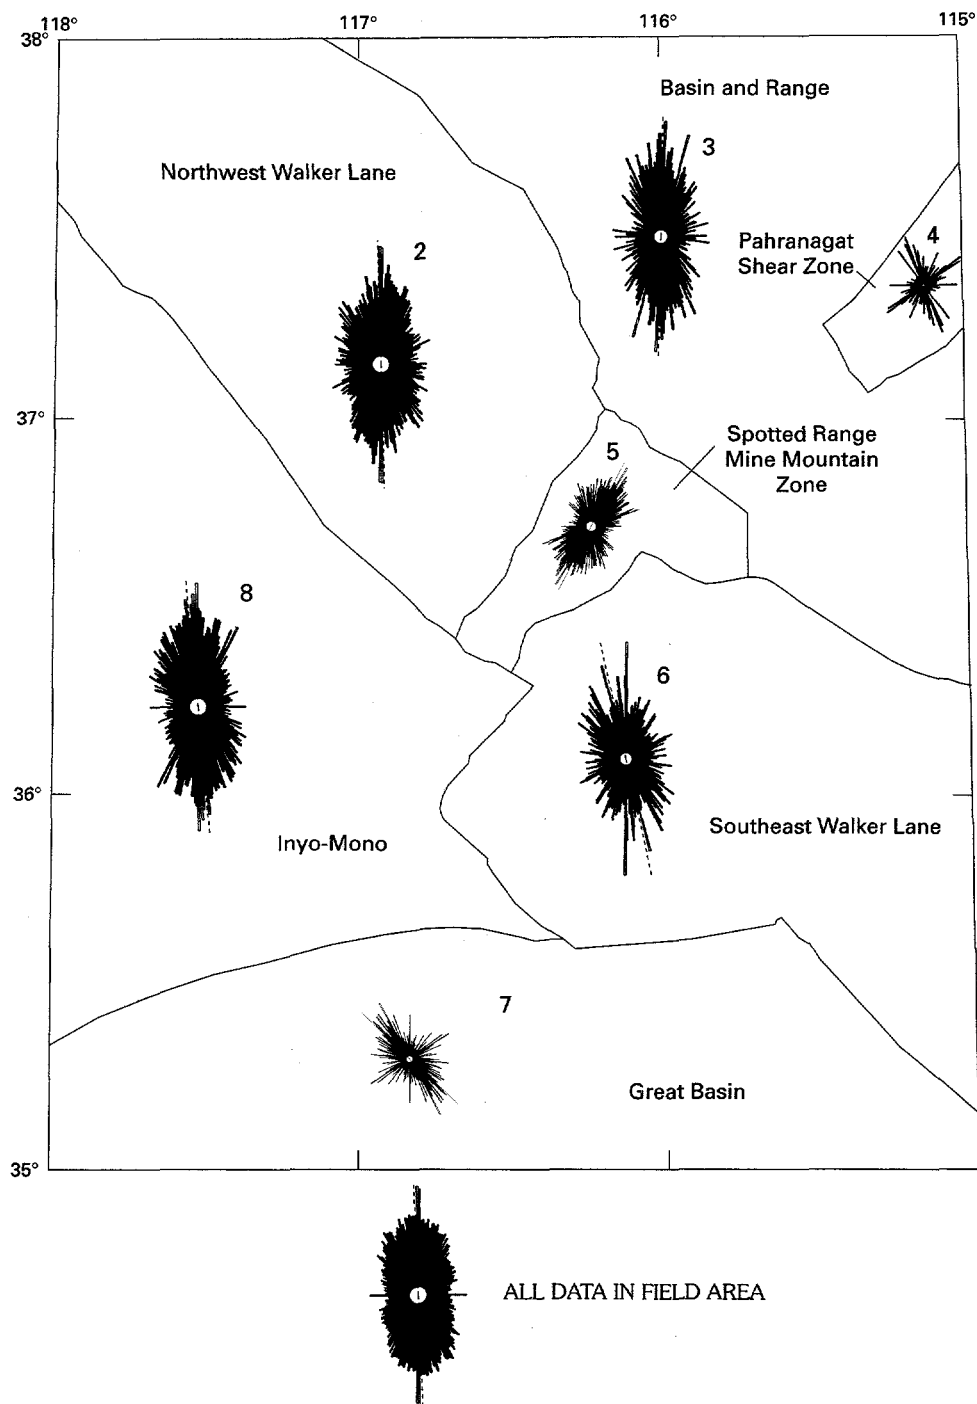 118°
117°
116°
115°
38°
Basin and Range
3
Northwest Walker Lane
2
4
Pahranagat
Shear Zone
37°
Spotted Range
Mine Mountain
Zone
5
8
6
36°
Southeast Walker Lane
Inyo-Mono
7
Great Basin
35°
ALL DATA IN FIELD AREA